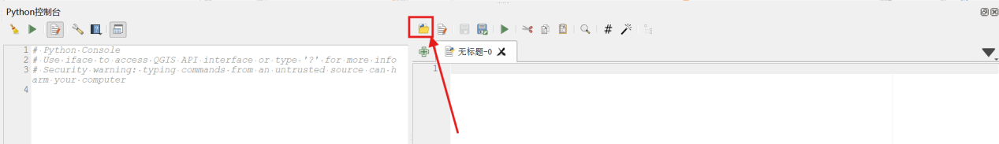 Python控制台
1 # Python Console
2 # Use iface to access QGIS API interface or type '?' for more info
3 # Security warning: typing commands from an untrusted source can h
arm your computer
4
无标题-0
1